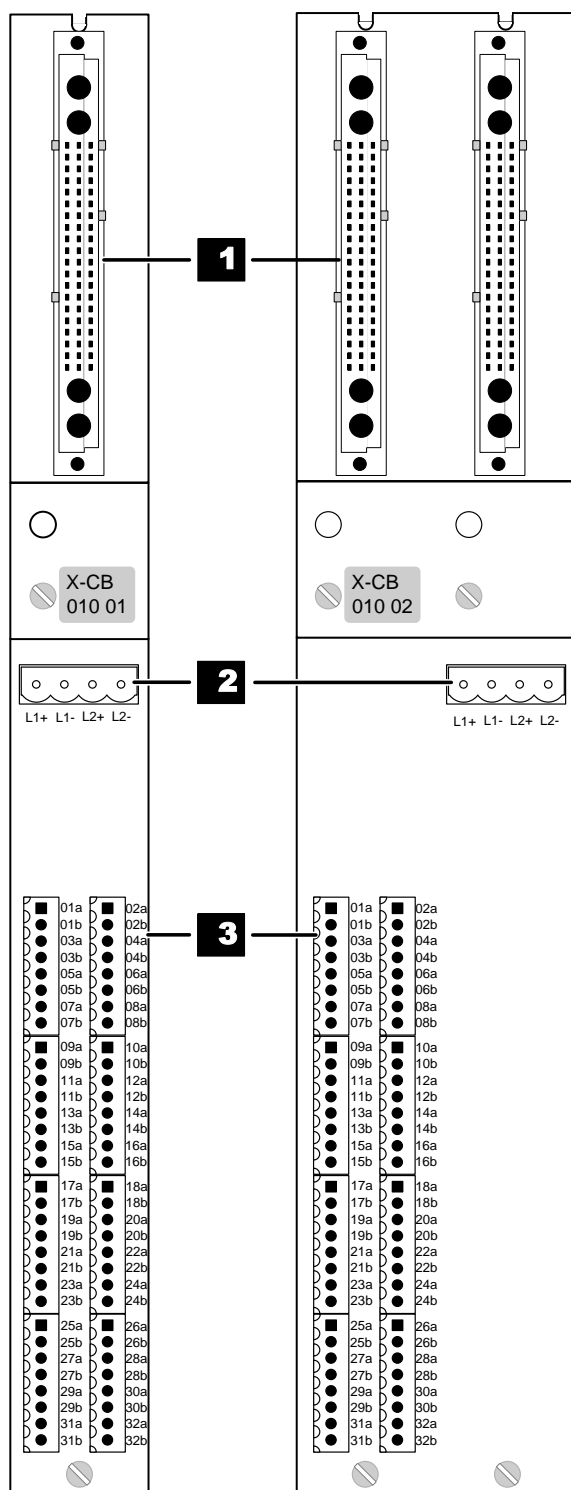 1
X-CB
010 01
X-CB
010 02
2
L1+ L1- L2+ L2-
L1+ L1- L2+ L2-
3
01a 02a 01a 02a
01b 02b 01b 02b
03a 04a 03a 04a
03b 04b 03b 04b
05a 06a 05a 06a
05b 06b 05b 06b
07a 08a 07a 08a
07b 08b 07b 08b
09a 10a 09a 10a
09b 10b 09b 10b
11a 12a 11a 12a
11b 12b 11b 12b
13a 14a 13a 14a
13b 14b 13b 14b
15a 16a 15a 16a
15b 16b 15b 16b
17a 18a 17a 18a
17b 18b 17b 18b
19a 20a 19a 20a
19b 20b 19b 20b
21a 22a 21a 22a
21b 22b 21b 22b
23a 24a 23a 24a
23b 24b 23b 24b
25a 26a 25a 26a
25b 26b 25b 26b
27a 28a 27a 28a
27b 28b 27b 28b
29a 30a 29a 30a
29b 30b 29b 30b
31a 32a 31a 32a
31b 32b 31b 32b